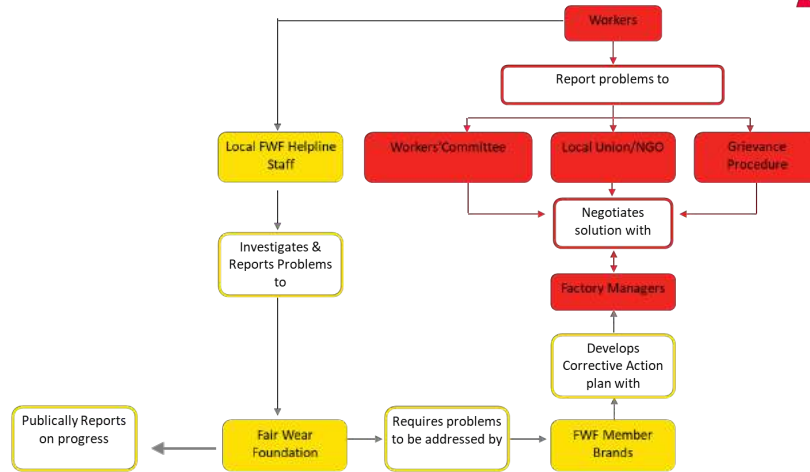 Workers
Report problems to
Local FWF Helpline
Staff
Workers'Committee
Local Union/NGO
Grievance
Procedure
Negotiates
solution with
Investigates &
Reports Problems
to
Factory Managers
Develops
Corrective Action
plan with
Publically Reports
on progress
Fair Wear
Foundation
Requires problems
to be addressed by
FWF Member
Brands